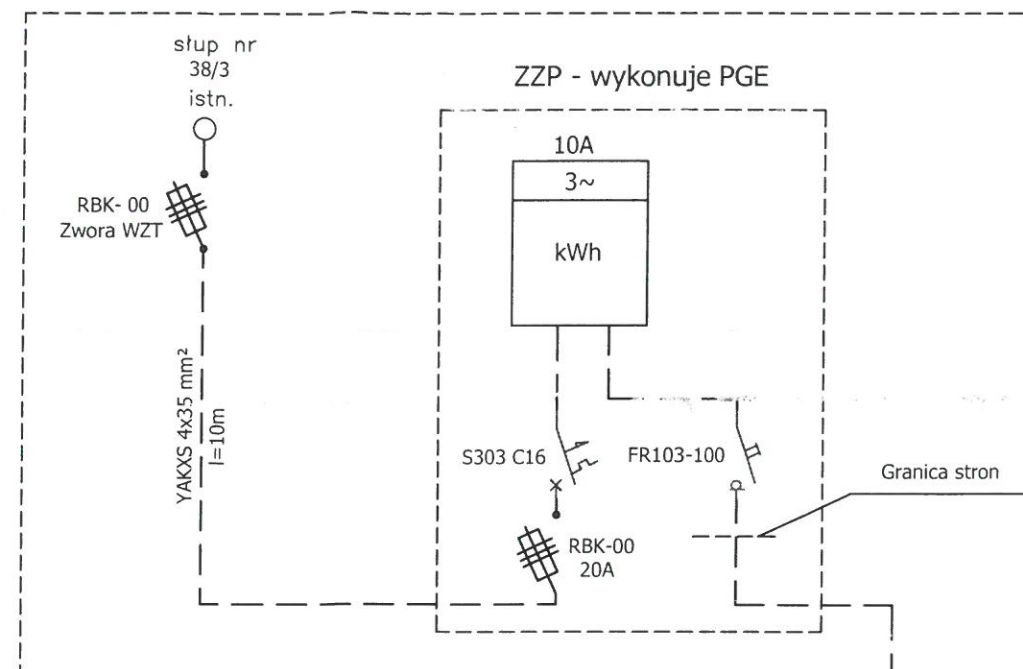 słup nr
38/3
istn.
ZZP - wykonuje PGE
10A
3~
kWh
RBK- 00
Zwora WZT
YAKXS 4x35 mm²
l=10m
S303 C16
FR103-100
Granica stron
RBK-00
20A